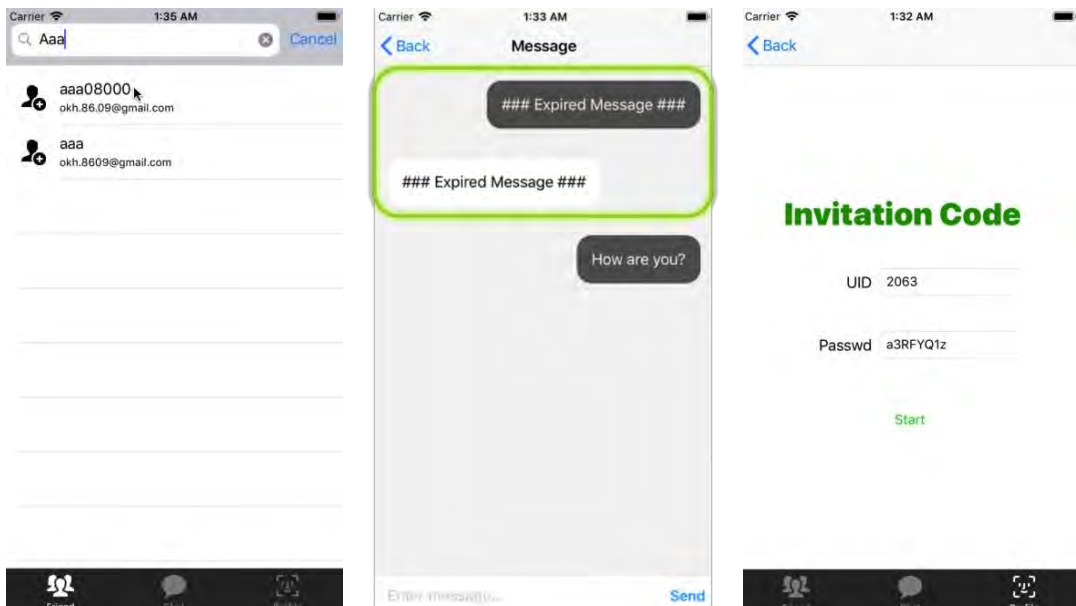 Carrier 1:35 AM
Aaa Cancel
aaa08000
okh.86.09@gmail.com
aaa
okh.8609@gmail.com
Carrier 1:33 AM
Back Message
### Expired Message ###
### Expired Message ###
How are you?
Enter message... Send
Carrier 1:32 AM
Back
Invitation Code
UID 2063
Passwd a3RFYQ1z
Start